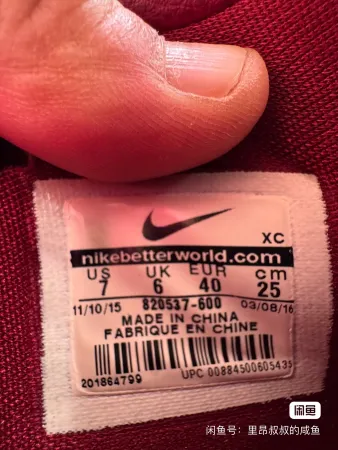 XC
nikebetterworld.com
US UK EUR cm
7 6 40 25
11/10/15 820537-600 03/08/16
MADE IN CHINA
FABRIQUE EN CHINE
201864799 UPC 00884500605435
闲鱼
闲鱼号：里昂叔叔的咸鱼